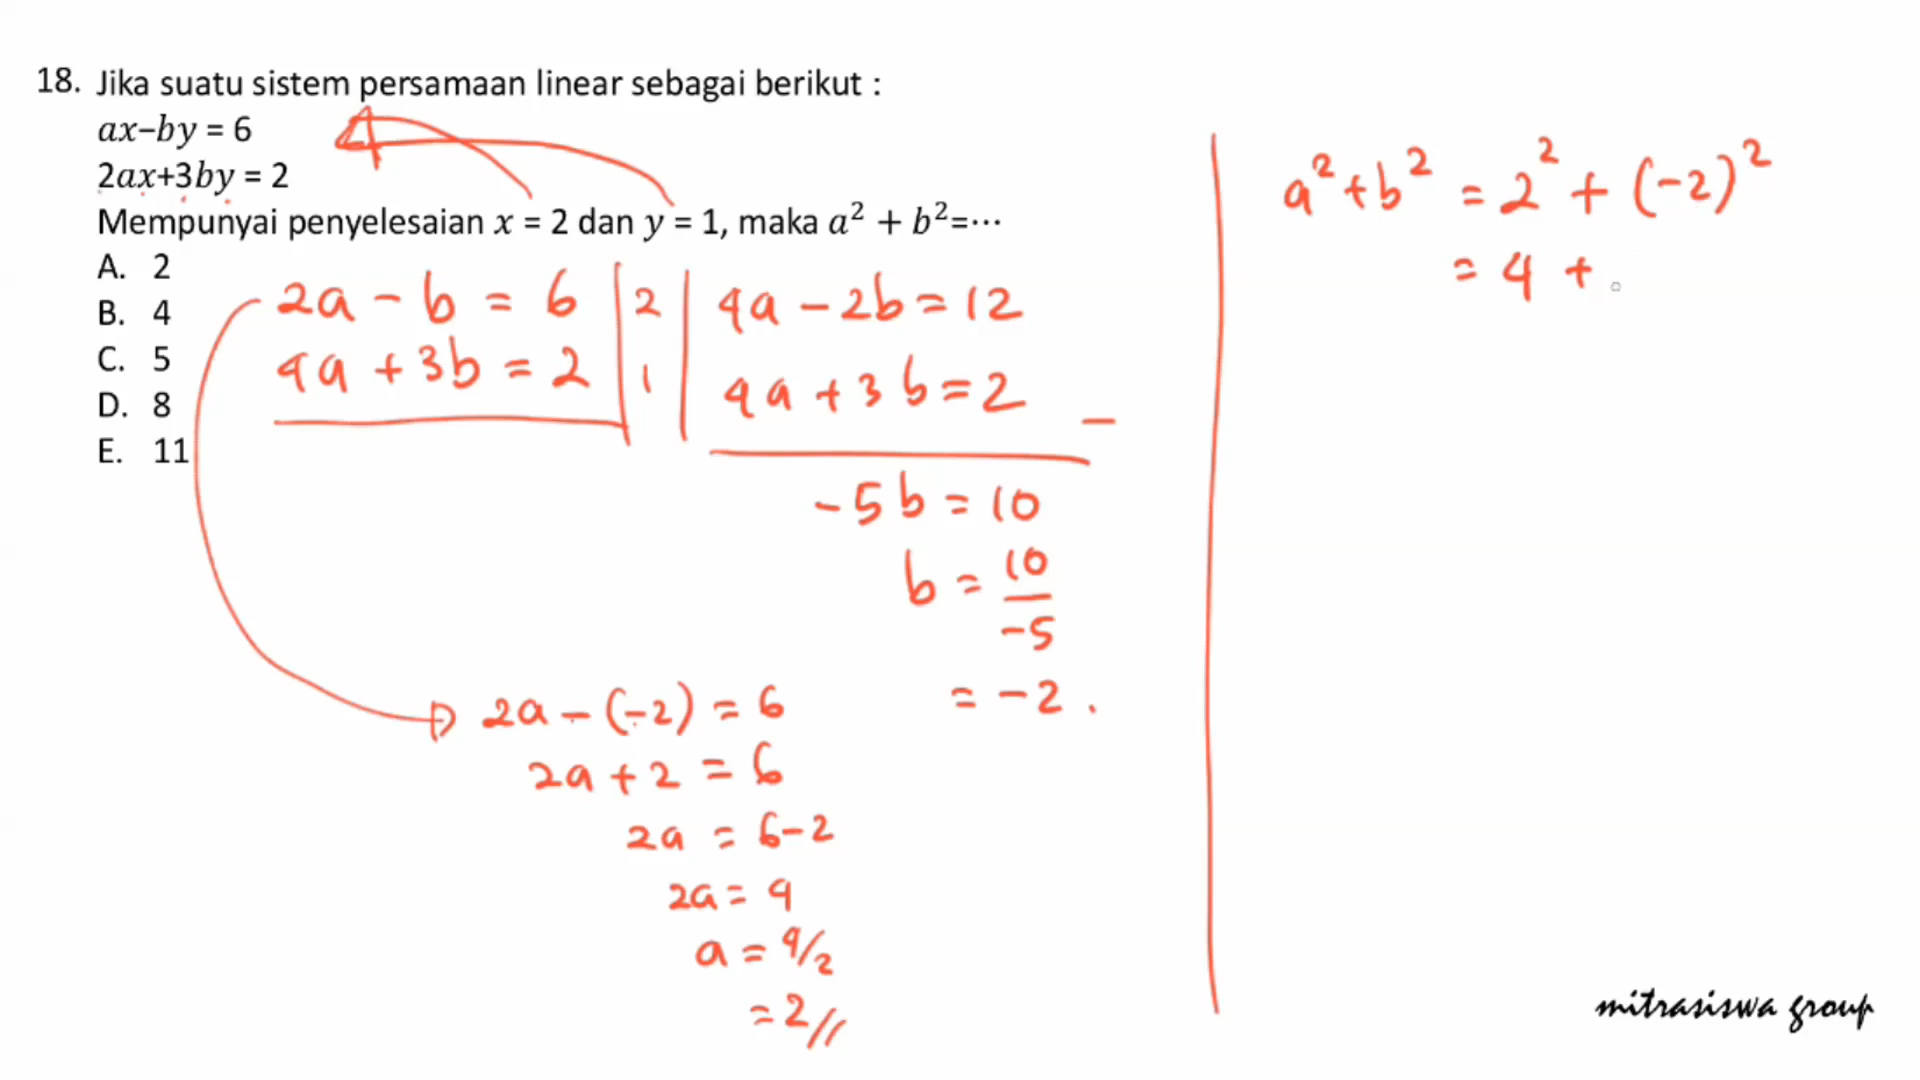 18. Jika suatu sistem persamaan linear sebagai berikut :
ax–by = 6
2ax+3by = 2
Mempunyai penyelesaian x = 2 dan y = 1, maka a² + b²=⋯
A. 2
B. 4
C. 5
D. 8
E. 11
2a - b = 6 | 2 | 4a - 2b = 12
4a + 3b = 2 | 1 | 4a + 3b = 2 -
-5b = 10
b = 10/-5
= -2 .
2a - (-2) = 6
2a + 2 = 6
2a = 6-2
2a = 4
a = 4/2
= 2 //
a² + b² = 2² + (-2)²
= 4 +
mitrasiswa group